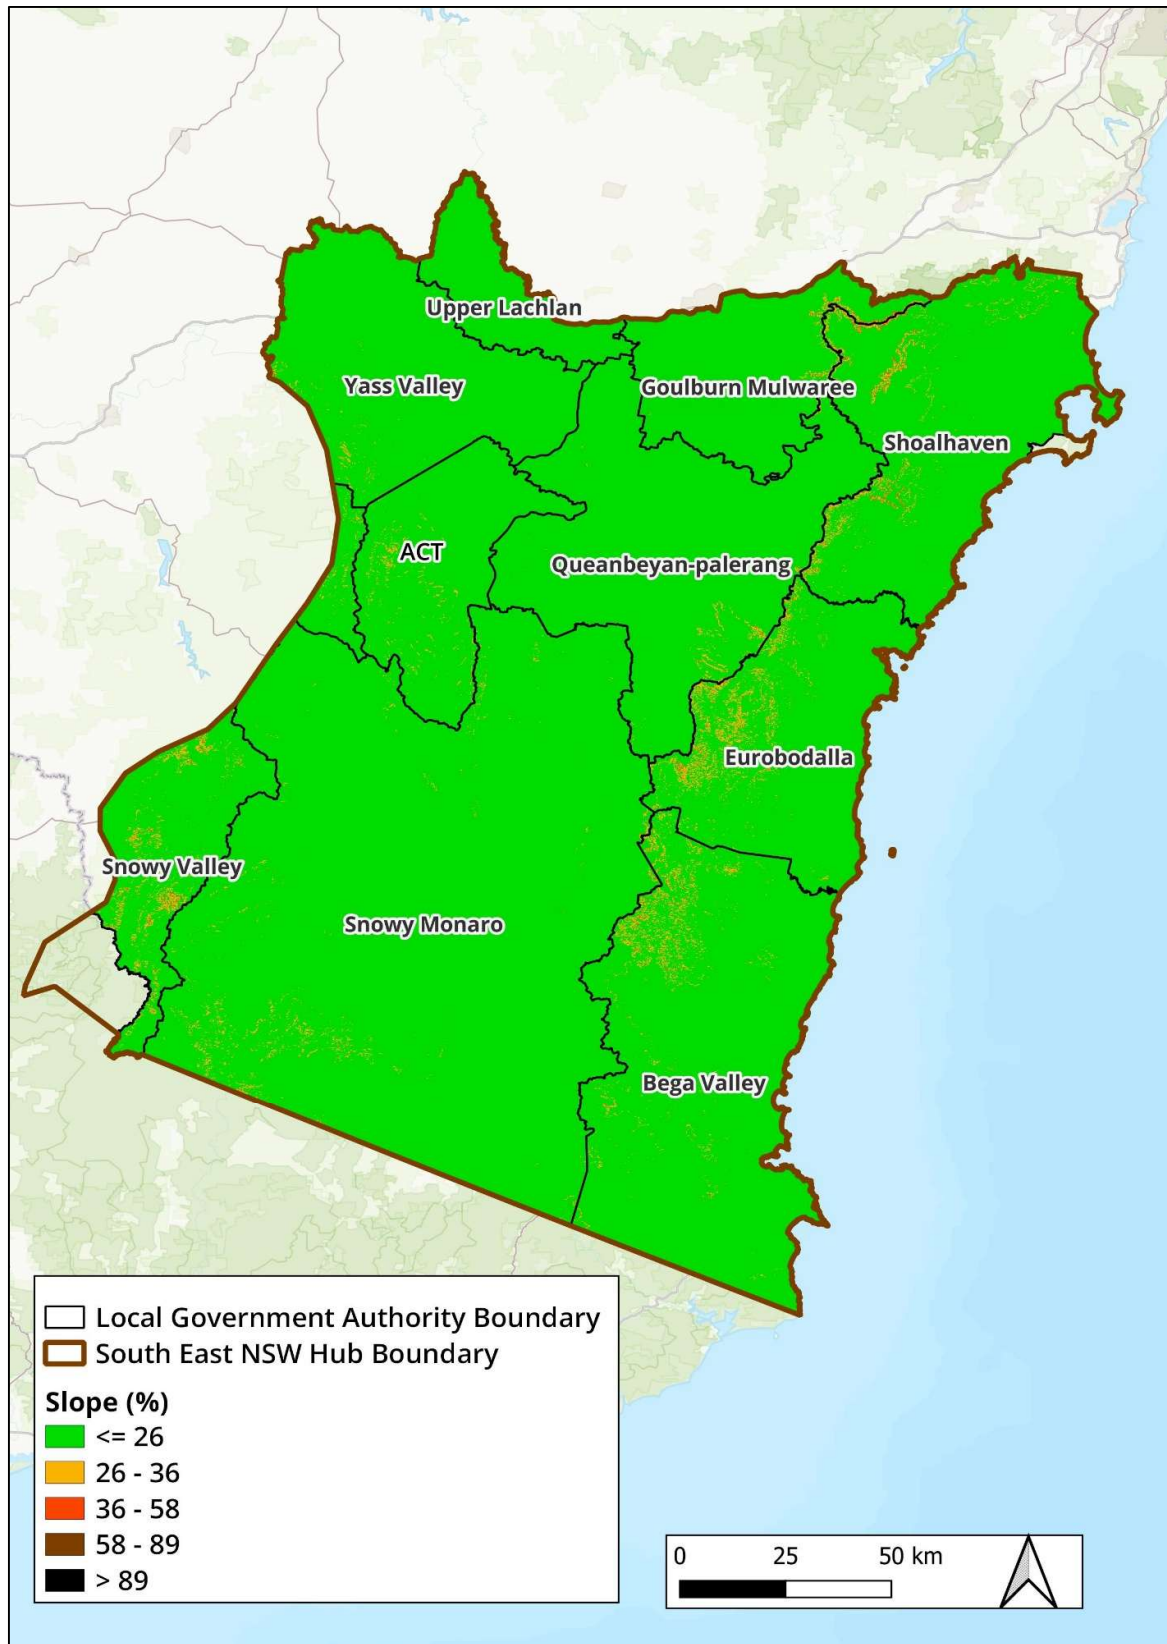 Upper Lachlan
Yass Valley
Goulburn Mulwaree
Shoalhaven
ACT
Queanbeyan-palerang
Eurobodalla
Snowy Valley
Snowy Monaro
Bega Valley
Local Government Authority Boundary
South East NSW Hub Boundary
Slope (%)
<= 26
26 - 36
36 - 58
58 - 89
> 89
0 25 50 km